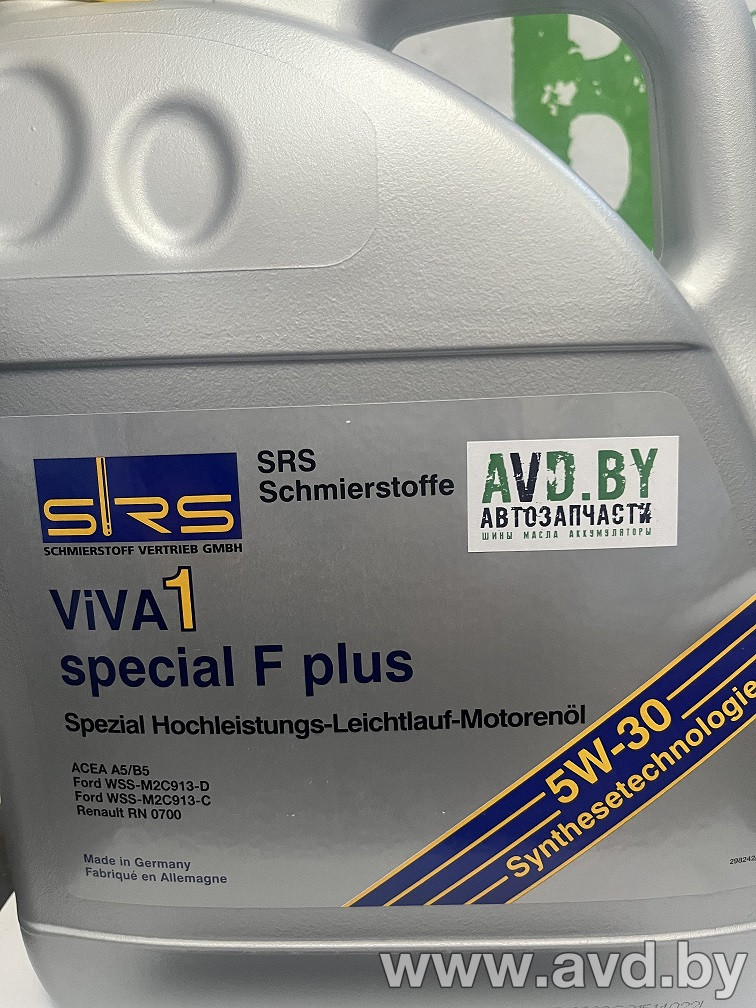 SRS
SCHMIERSTOFF VERTRIEB GMBH
SRS
Schmierstoffe
AVD.BY
АВТОЗАПЧАСТИ
ШИНЫ МАСЛА АККУМУЛЯТОРЫ
ViVA1
special F plus
Spezial Hochleistungs-Leichtlauf-Motorenöl
ACEA A5/B5
Ford WSS-M2C913-D
Ford WSS-M2C913-C
Renault RN 0700
5W-30
Synthesetechnologie
Made in Germany
Fabriqué en Allemagne
www.avd.by